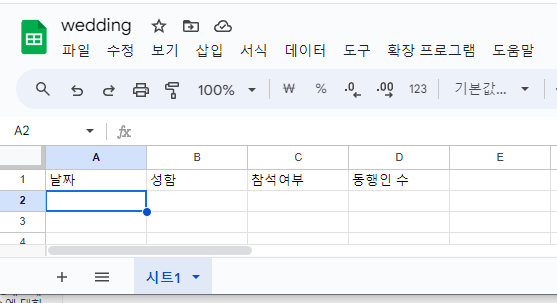 wedding
파일 수정 보기 삽입 서식 데이터 도구 확장 프로그램 도움말
100% ₩ % .0 .00 123 기본값...
A2 fx
A B C D E
1 날짜 성함 참석여부 동행인 수
2
3
4
+ 시트1